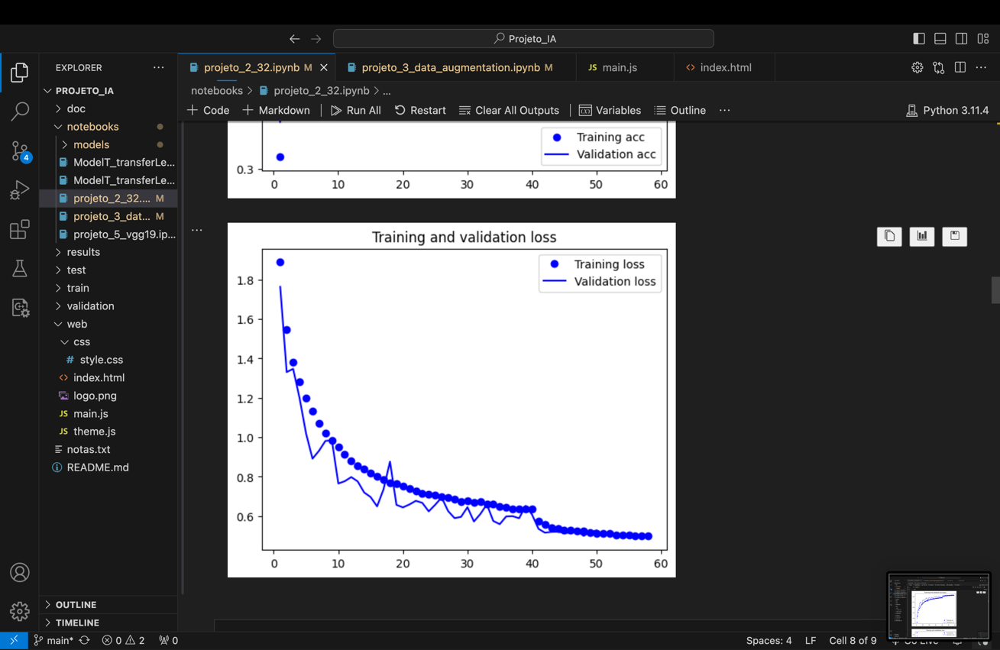 Projeto_IA
EXPLORER
projeto_2_32.ipynb M
projeto_3_data_augmentation.ipynb M
JS main.js
<> index.html
PROJETO_IA
notebooks > projeto_2_32.ipynb > ...
+ Code + Markdown Run All Restart Clear All Outputs Variables Outline ... Python 3.11.4
doc
notebooks
models
ModelT_transferLe...
ModelT_transferLe...
projeto_2_32.... M
projeto_3_dat... M
projeto_5_vgg19.ip...
results
test
train
validation
web
css
# style.css
<> index.html
logo.png
JS main.js
JS theme.js
notas.txt
README.md
OUTLINE
TIMELINE
4
Training acc
Validation acc
0.3
0 10 20 30 40 50 60
Training and validation loss
Training loss
Validation loss
1.8
1.6
1.4
1.2
1.0
0.8
0.6
0 10 20 30 40 50 60
main* 0 2 0
Spaces: 4 LF Cell 8 of 9